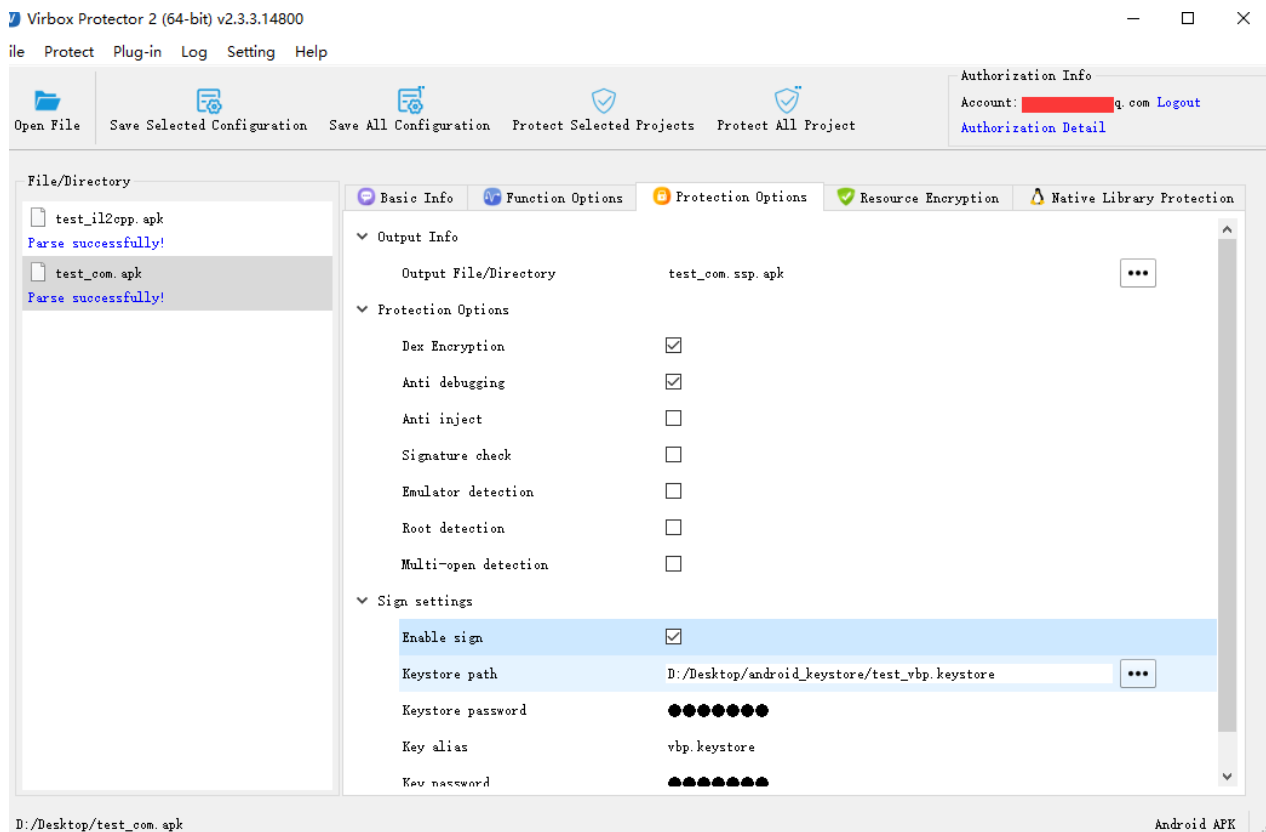 Virbox Protector 2 (64-bit) v2.3.3.14800
ile Protect Plug-in Log Setting Help
Authorization Info
Account: q.com Logout
Authorization Detail
Open File Save Selected Configuration Save All Configuration Protect Selected Projects Protect All Project
File/Directory
test_il2cpp.apk
Parse successfully!
test_com.apk
Parse successfully!
Basic Info Function Options Protection Options Resource Encryption Native Library Protection
Output Info
Output File/Directory test_com.ssp.apk •••
Protection Options
Dex Encryption
Anti debugging
Anti inject
Signature check
Emulator detection
Root detection
Multi-open detection
Sign settings
Enable sign
Keystore path D:/Desktop/android_keystore/test_vbp.keystore •••
Keystore password ●●●●●●●
Key alias vbp.keystore
Key password ●●●●●●●
D:/Desktop/test_com.apk Android APK